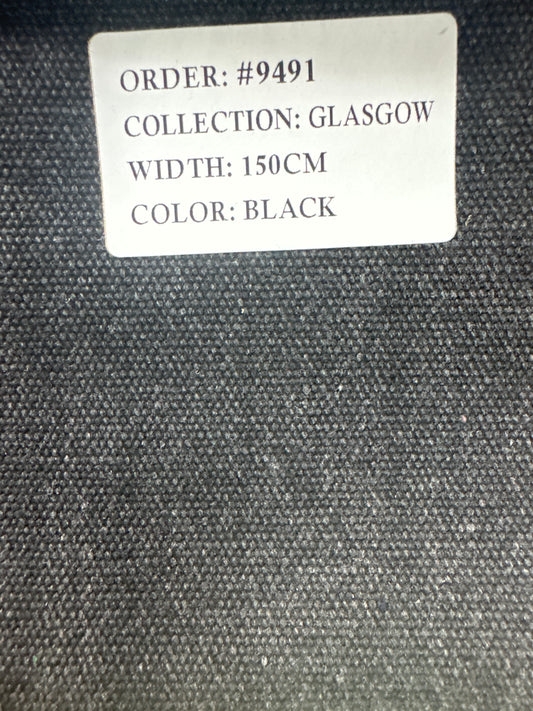 ORDER: #9491
COLLECTION: GLASGOW
WIDTH: 150CM
COLOR: BLACK